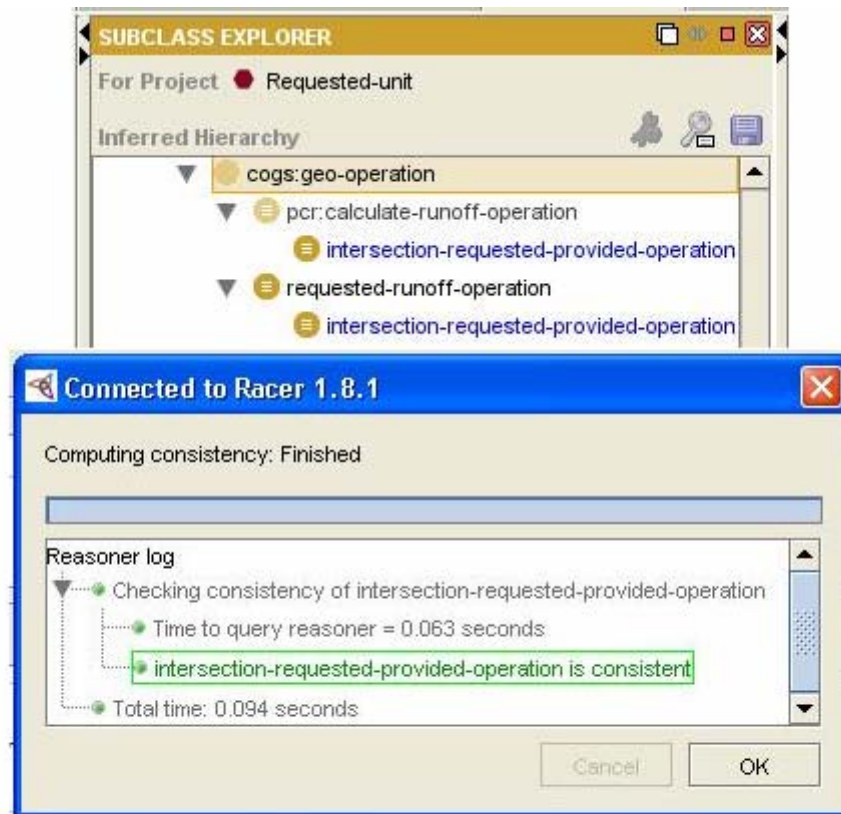 SUBCLASS EXPLORER
For Project Requested-unit
Inferred Hierarchy
cogs:geo-operation
pcr:calculate-runoff-operation
intersection-requested-provided-operation
requested-runoff-operation
intersection-requested-provided-operation
Connected to Racer 1.8.1
Computing consistency: Finished
Reasoner log
Checking consistency of intersection-requested-provided-operation
Time to query reasoner = 0.063 seconds
intersection-requested-provided-operation is consistent
Total time: 0.094 seconds
Cancel OK